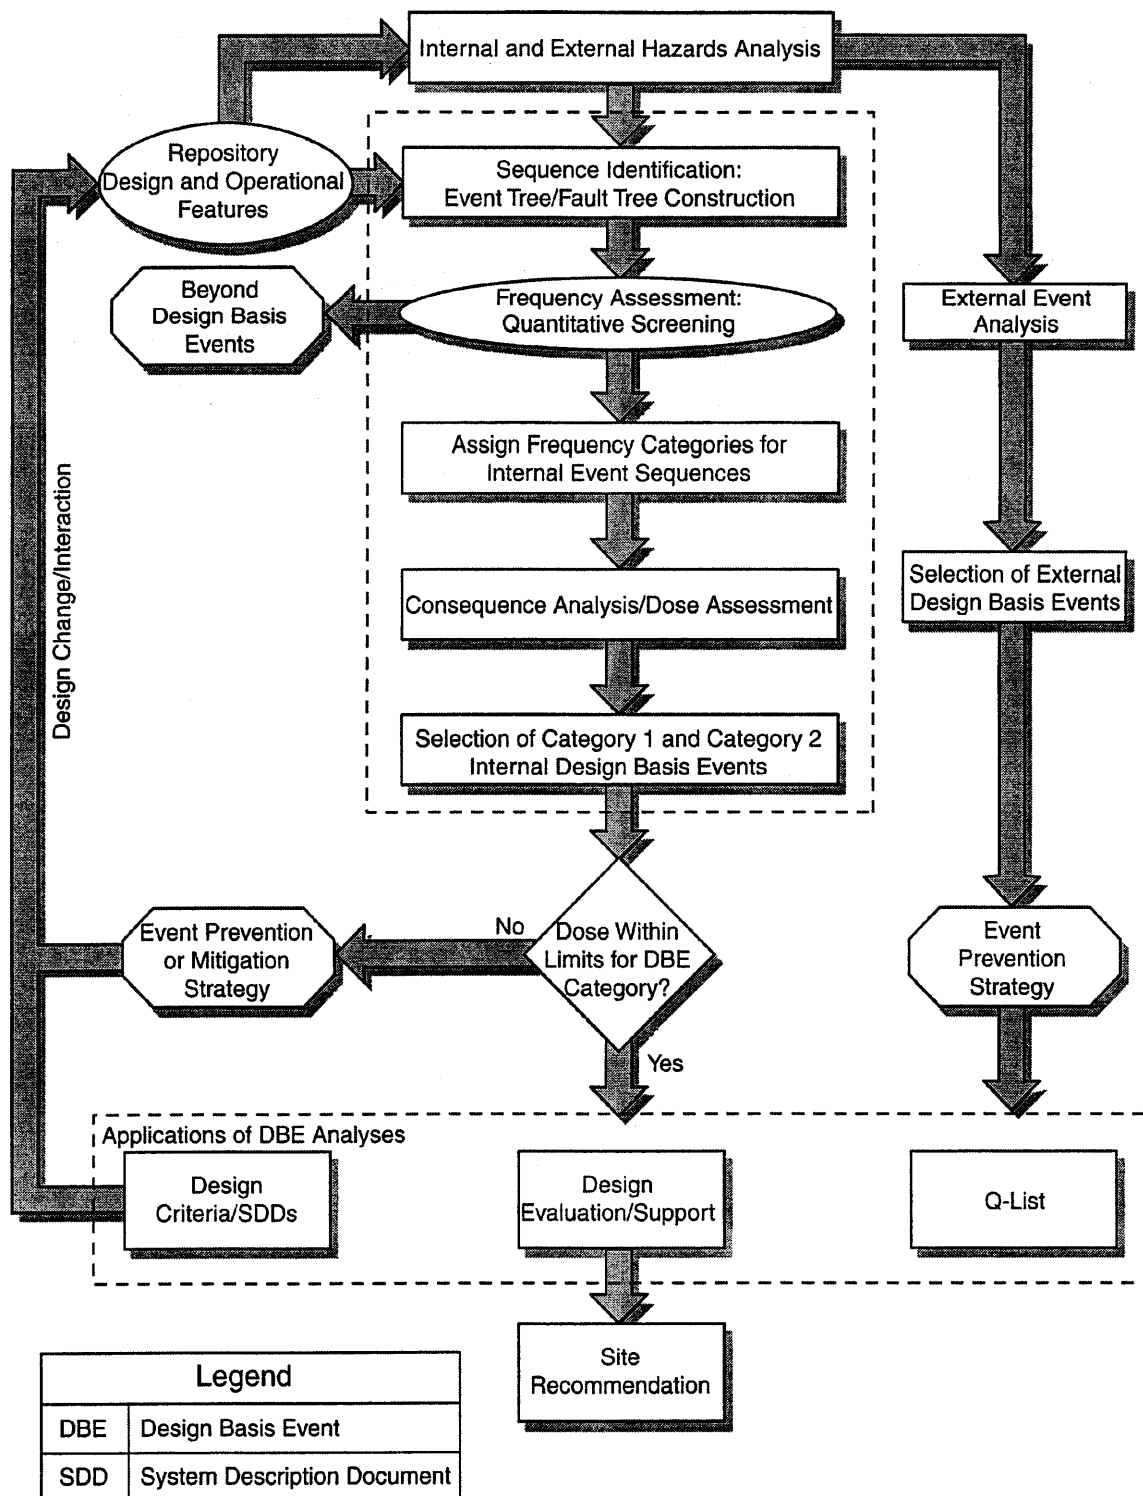 Internal and External Hazards Analysis
Repository
Design and Operational
Features
Sequence Identification:
Event Tree/Fault Tree Construction
Beyond
Design Basis
Events
Frequency Assessment:
Quantitative Screening
External Event
Analysis
Assign Frequency Categories for
Internal Event Sequences
Design Change/Interaction
Consequence Analysis/Dose Assessment
Selection of External
Design Basis Events
Selection of Category 1 and Category 2
Internal Design Basis Events
Event Prevention
or Mitigation
Strategy
No
Dose Within
Limits for DBE
Category?
Event
Prevention
Strategy
Yes
Applications of DBE Analyses
Design
Criteria/SDDs
Design
Evaluation/Support
Q-List
Site
Recommendation
Legend
DBE Design Basis Event
SDD System Description Document